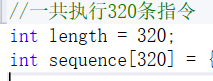 //一共执行320条指令
int length = 320;
int sequence[320] = {